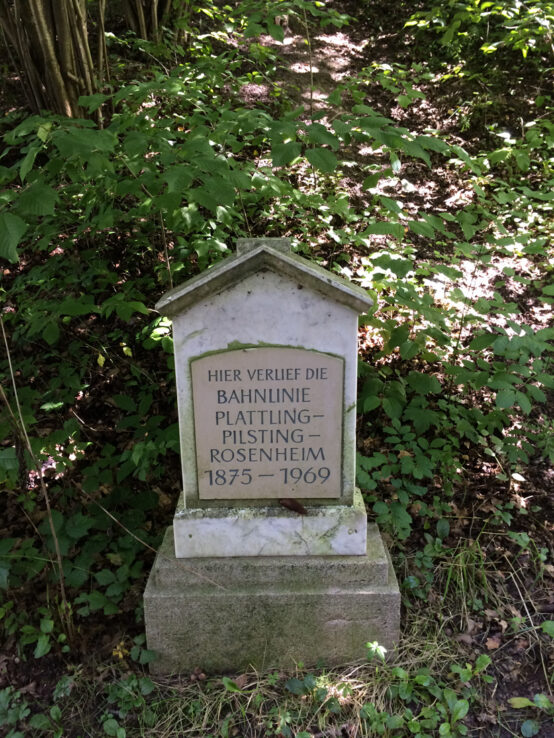 HIER VERLIEF DIE
BAHNLINIE
PLATTLING–
PILSTING–
ROSENHEIM
1875 – 1969